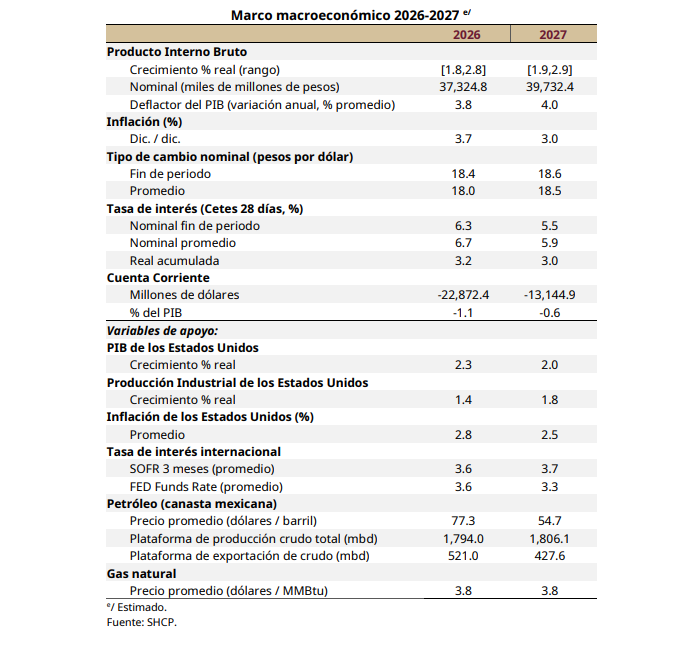 Marco macroeconómico 2026-2027 e/
2026 2027
Producto Interno Bruto
Crecimiento % real (rango) [1.8,2.8] [1.9,2.9]
Nominal (miles de millones de pesos) 37,324.8 39,732.4
Deflactor del PIB (variación anual, % promedio) 3.8 4.0
Inflación (%)
Dic. / dic. 3.7 3.0
Tipo de cambio nominal (pesos por dólar)
Fin de periodo 18.4 18.6
Promedio 18.0 18.5
Tasa de interés (Cetes 28 días, %)
Nominal fin de periodo 6.3 5.5
Nominal promedio 6.7 5.9
Real acumulada 3.2 3.0
Cuenta Corriente
Millones de dólares -22,872.4 -13,144.9
% del PIB -1.1 -0.6
Variables de apoyo:
PIB de los Estados Unidos
Crecimiento % real 2.3 2.0
Producción Industrial de los Estados Unidos
Crecimiento % real 1.4 1.8
Inflación de los Estados Unidos (%)
Promedio 2.8 2.5
Tasa de interés internacional
SOFR 3 meses (promedio) 3.6 3.7
FED Funds Rate (promedio) 3.6 3.3
Petróleo (canasta mexicana)
Precio promedio (dólares / barril) 77.3 54.7
Plataforma de producción crudo total (mbd) 1,794.0 1,806.1
Plataforma de exportación de crudo (mbd) 521.0 427.6
Gas natural
Precio promedio (dólares / MMBtu) 3.8 3.8
e/ Estimado.
Fuente: SHCP.